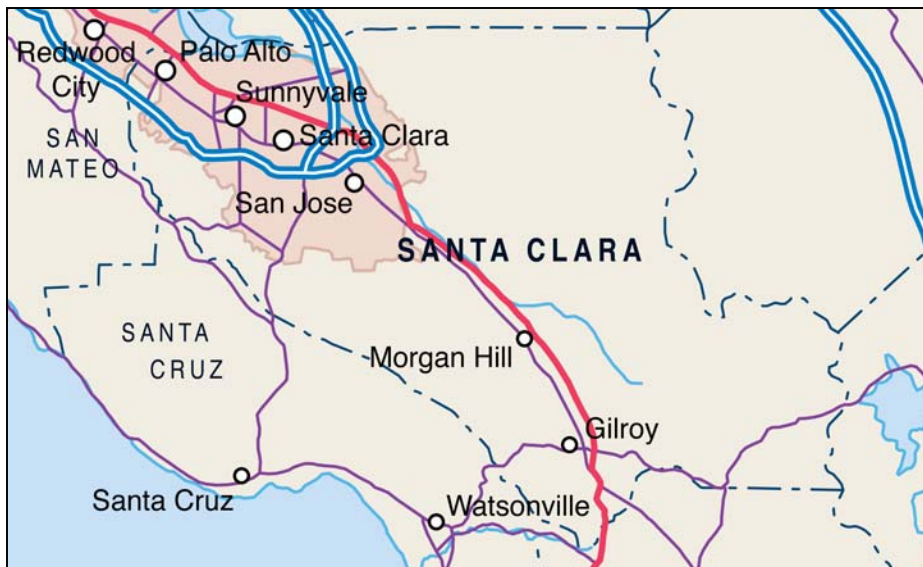 Redwood
City
Palo Alto
Sunnyvale
SAN
MATEO
Santa Clara
San Jose
SANTA CLARA
SANTA
CRUZ
Morgan Hill
Gilroy
Santa Cruz
Watsonville